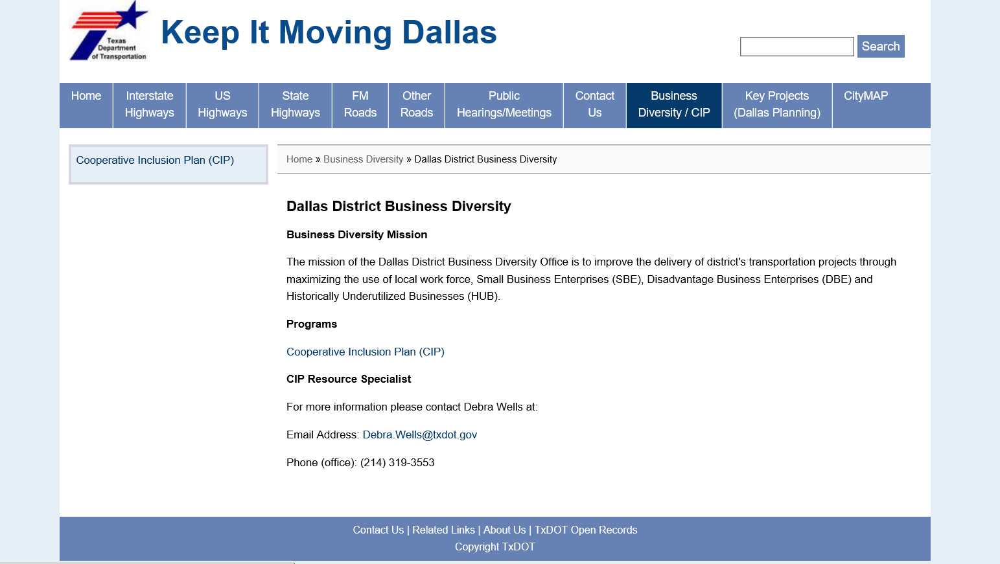 Texas
Department
of Transportation
Keep It Moving Dallas
Search
Home
Interstate
Highways
US
Highways
State
Highways
FM
Roads
Other
Roads
Public
Hearings/Meetings
Contact
Us
Business
Diversity / CIP
Key Projects
(Dallas Planning)
CityMAP
Cooperative Inclusion Plan (CIP)
Home » Business Diversity » Dallas District Business Diversity
Dallas District Business Diversity
Business Diversity Mission
The mission of the Dallas District Business Diversity Office is to improve the delivery of district's transportation projects through
maximizing the use of local work force, Small Business Enterprises (SBE), Disadvantage Business Enterprises (DBE) and
Historically Underutilized Businesses (HUB).
Programs
Cooperative Inclusion Plan (CIP)
CIP Resource Specialist
For more information please contact Debra Wells at:
Email Address: Debra.Wells@txdot.gov
Phone (office): (214) 319-3553
Contact Us | Related Links | About Us | TxDOT Open Records
Copyright TxDOT